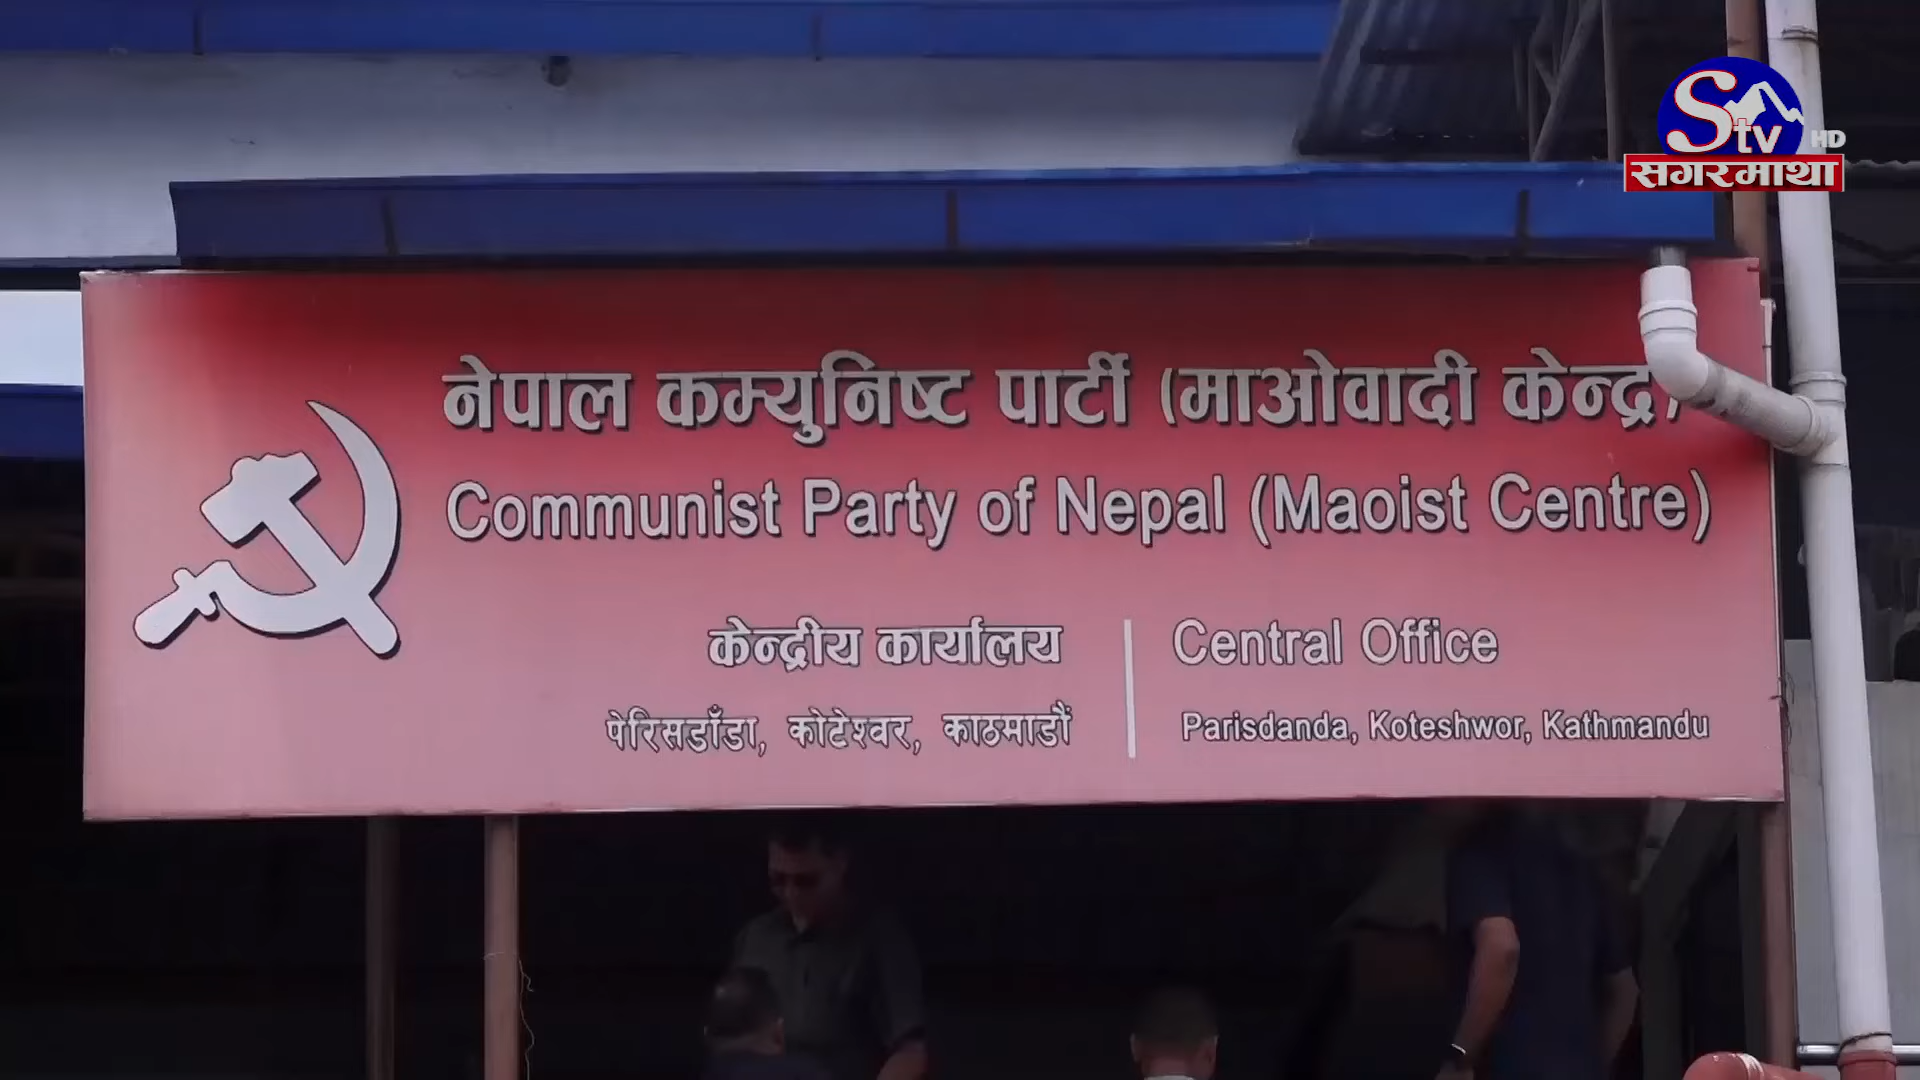 STV HD
सगरमाथा
नेपाल कम्युनिष्ट पार्टी (माओवादी केन्द्र)
Communist Party of Nepal (Maoist Centre)
केन्द्रीय कार्यालय
पेरिसडाँडा, कोटेश्वर, काठमाडौं
Central Office
Parisdanda, Koteshwor, Kathmandu